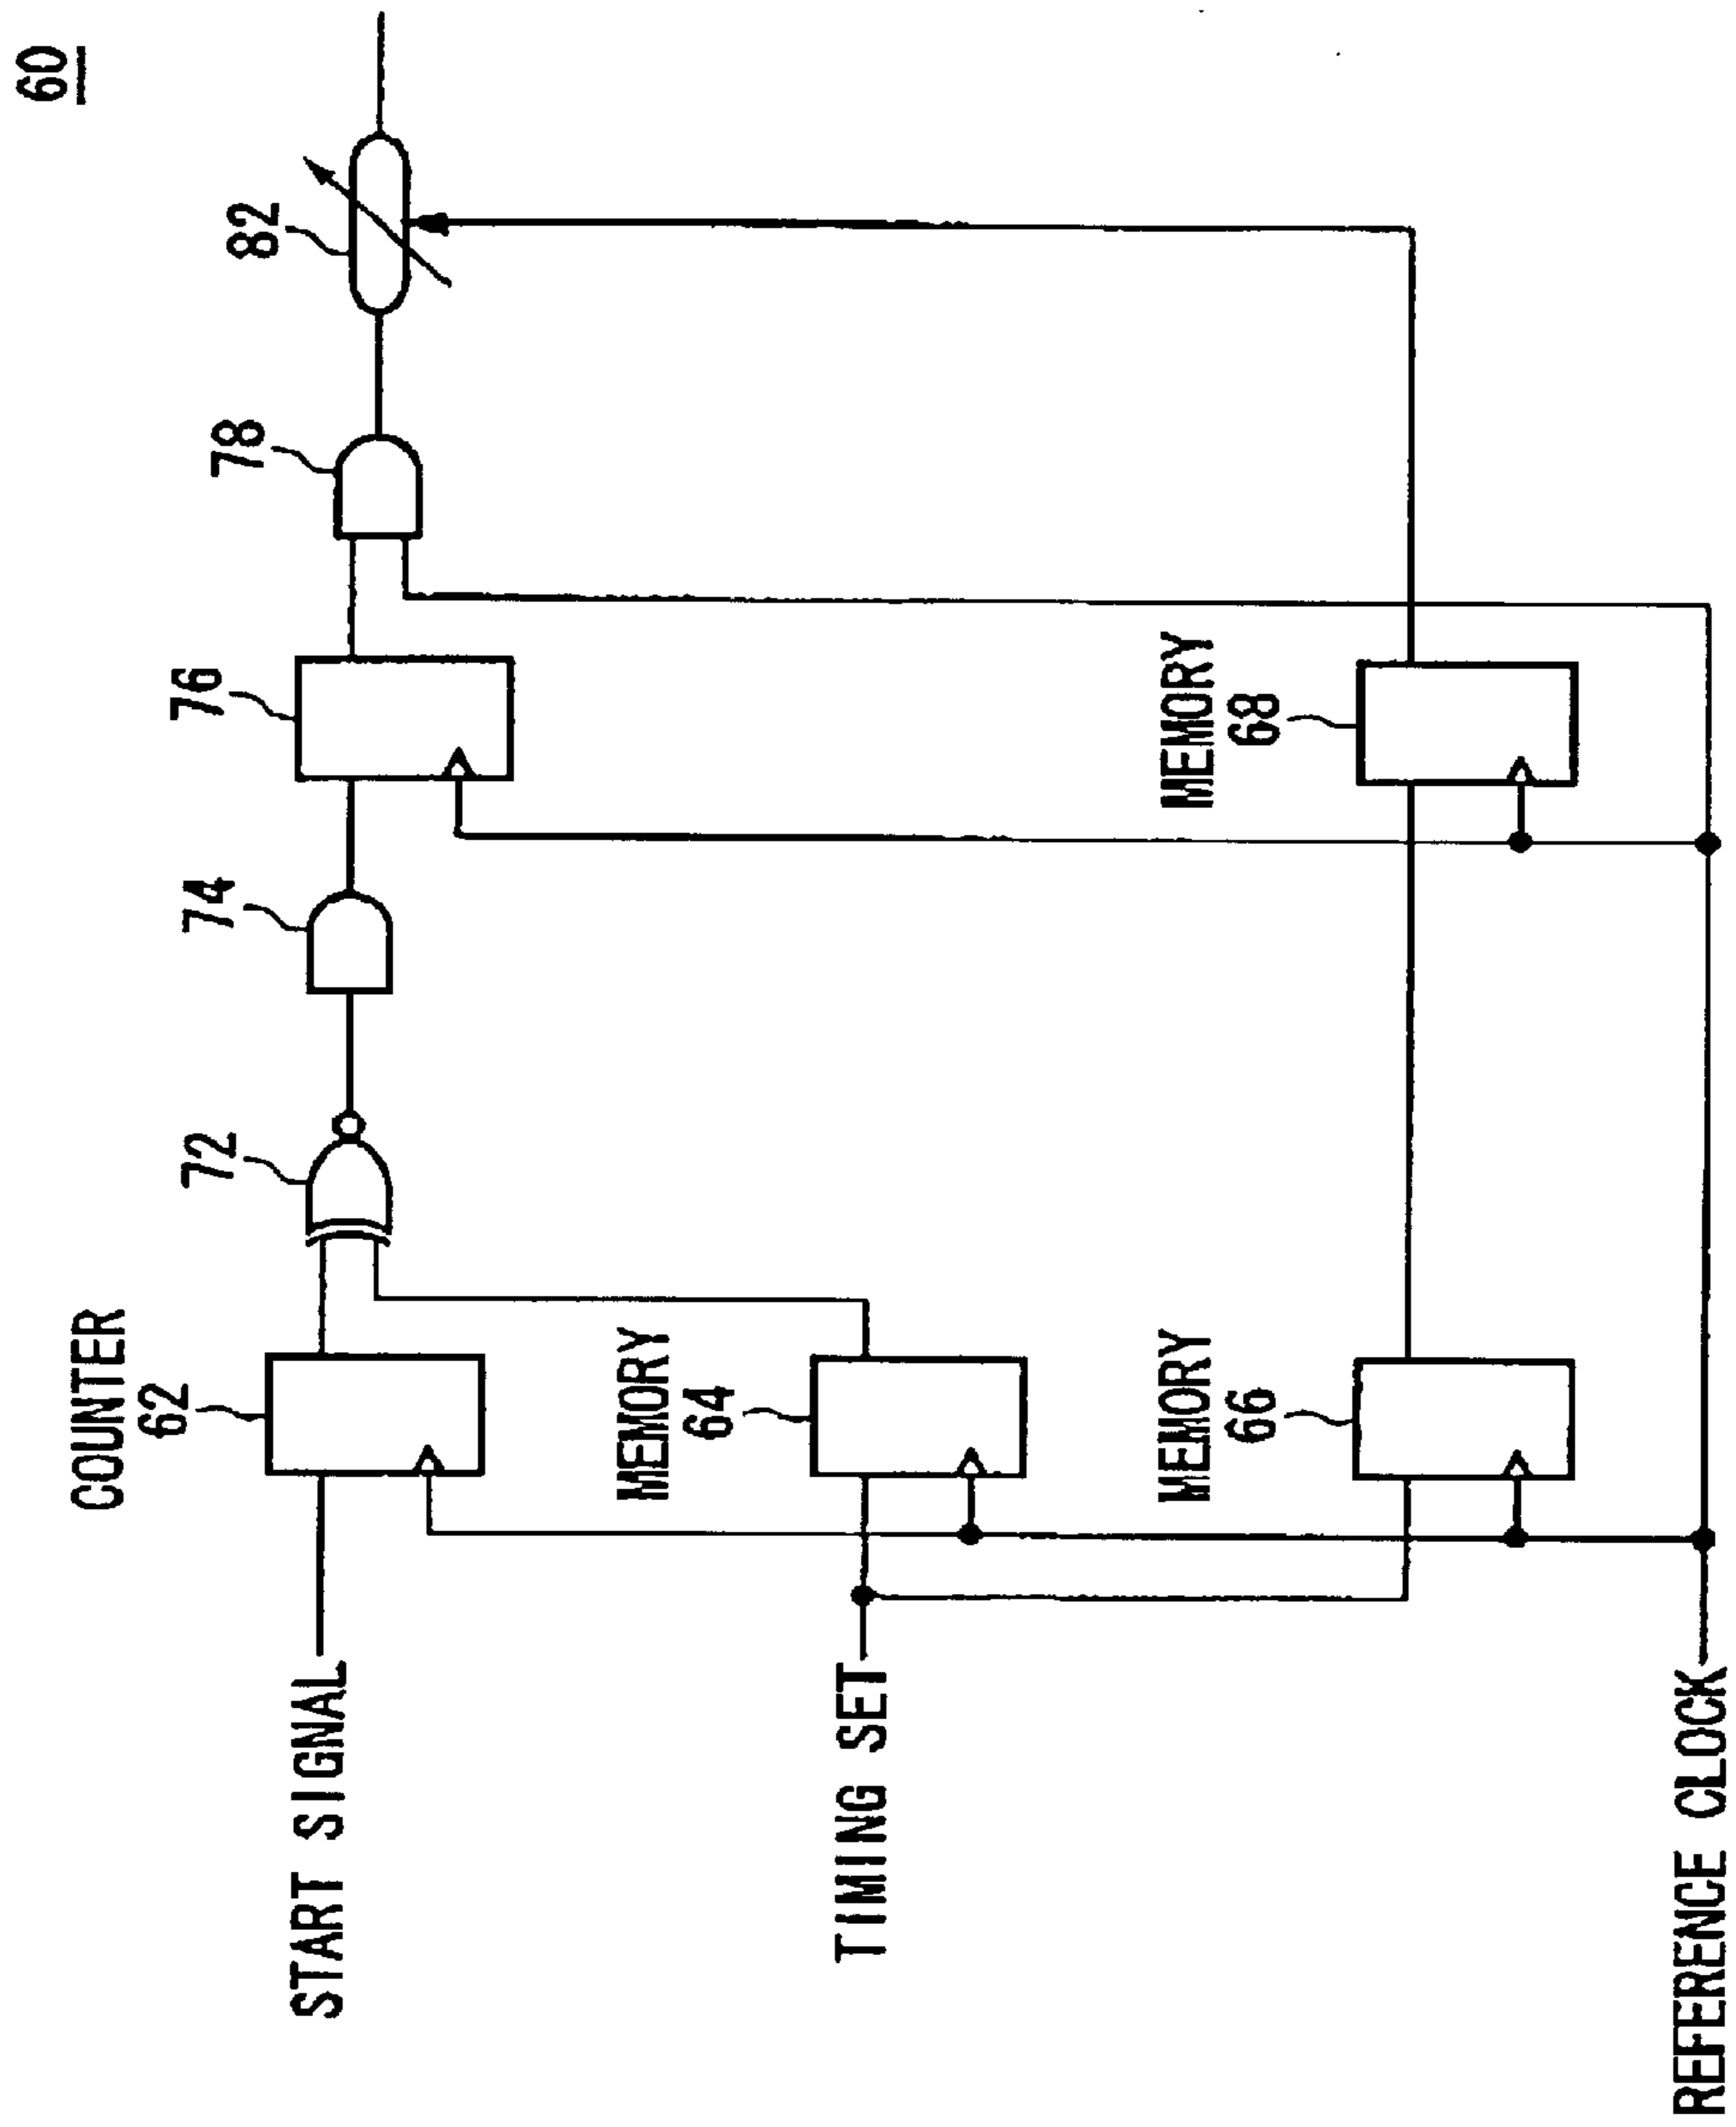 60
82
78
76
74
72
COUNTER
62
MEMORY
64
MEMORY
66
MEMORY
68
START SIGNAL
TIMING SET
REFERENCE CLOCK